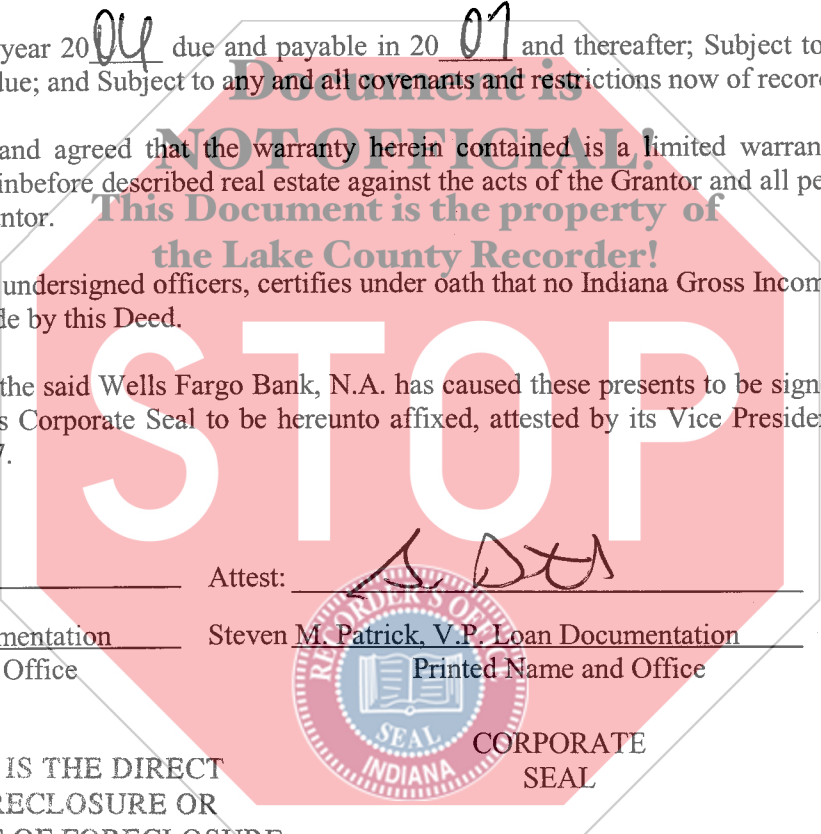 year 2004 due and payable in 2007 and thereafter; Subject to
due; and Subject to any and all covenants and restrictions now of record
Document is
and agreed that the warranty herein contained is a limited warran
NOT OFFICIAL!
inbefore described real estate against the acts of the Grantor and all pe
ntor.
This Document is the property of
the Lake County Recorder!
undersigned officers, certifies under oath that no Indiana Gross Incom
de by this Deed.
STOP
the said Wells Fargo Bank, N.A. has caused these presents to be sign
s Corporate Seal to be hereunto affixed, attested by its Vice Presiden
7.
Attest:
mentation
Steven M. Patrick, V.P. Loan Documentation
Office
Printed Name and Office
RECORDER'S OFFICE
SEAL
INDIANA
CORPORATE
SEAL
IS THE DIRECT
RECLOSURE OR
OF FORECLOSURE